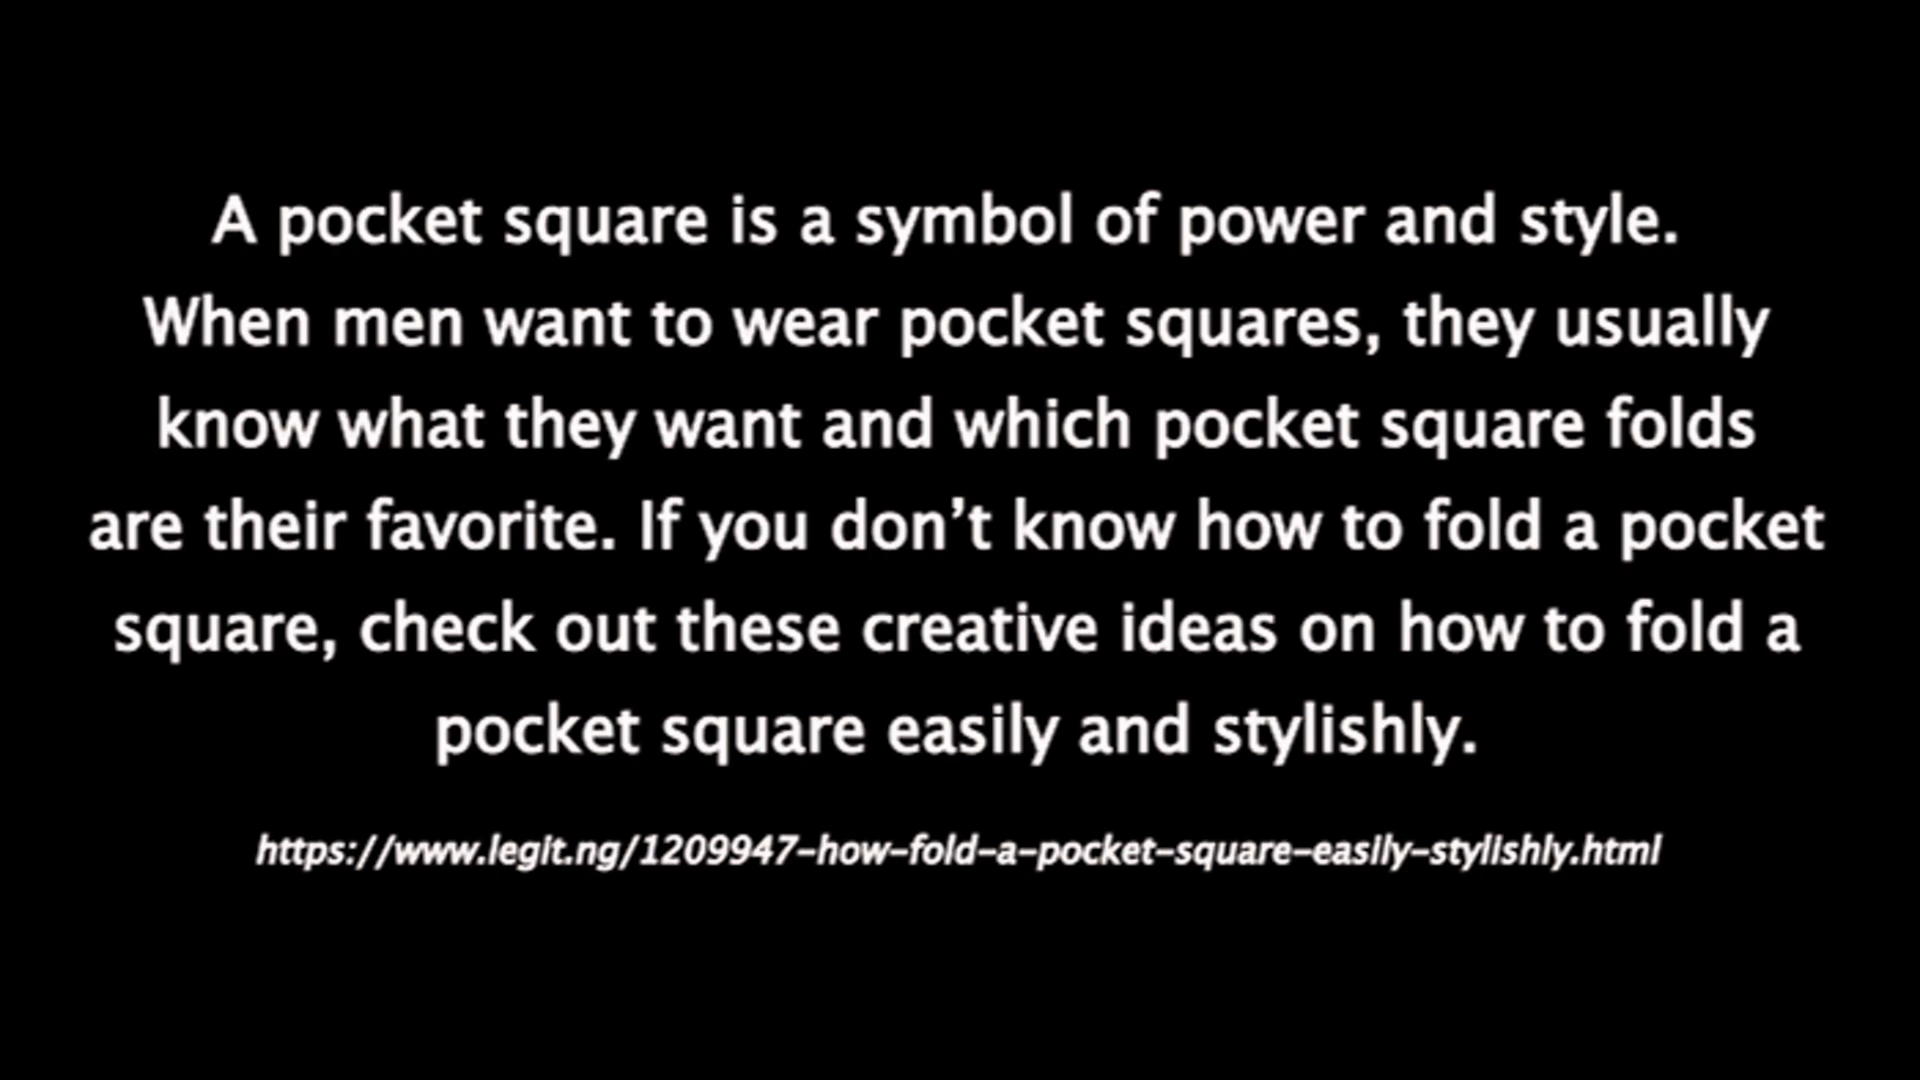 A pocket square is a symbol of power and style.
When men want to wear pocket squares, they usually
know what they want and which pocket square folds
are their favorite. If you don’t know how to fold a pocket
square, check out these creative ideas on how to fold a
pocket square easily and stylishly.
https://www.legit.ng/1209947-how-fold-a-pocket-square-easily-stylishly.html